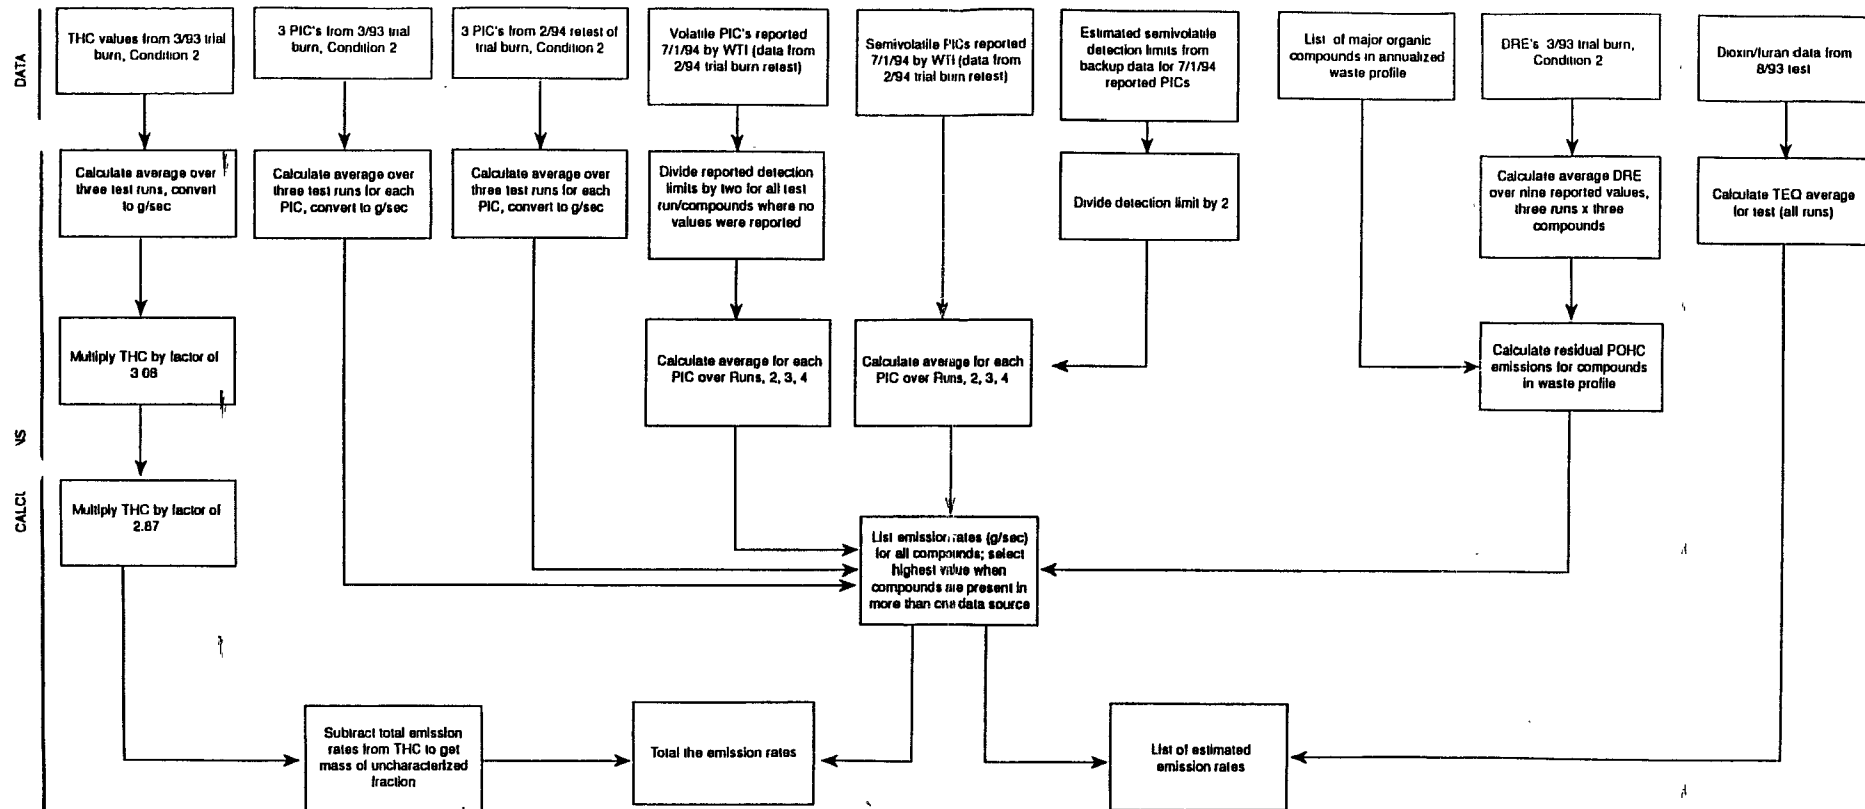 DATA
THC values from 3/93 trial
burn, Condition 2
3 PIC's from 3/93 trial
burn, Condition 2
3 PIC's from 2/94 retest of
trial burn, Condition 2
Volatile PIC's reported
7/1/94 by WTI (data from
2/94 trial burn retest)
Semivolatile PICs reported
7/1/94 by WTI (data from
2/94 trial burn retest)
Estimated semivolatile
detection limits from
backup data for 7/1/94
reported PICs
List of major organic
compounds in annualized
waste profile
DRE's 3/93 trial burn,
Condition 2
Dioxin/furan data from
8/93 test
Calculate average over
three test runs, convert
to g/sec
Calculate average over
three test runs for each
PIC, convert to g/sec
Calculate average over
three test runs for each
PIC, convert to g/sec
Divide reported detection
limits by two for all test
run/compounds where no
values were reported
Divide detection limit by 2
Calculate average DRE
over nine reported values,
three runs x three
compounds
Calculate TEQ average
for test (all runs)
Multiply THC by factor of
3 08
Calculate average for each
PIC over Runs, 2, 3, 4
Calculate average for each
PIC over Runs, 2, 3, 4
Calculate residual POHC
emissions for compounds
in waste profile
NS
CALCL
Multiply THC by factor of
2.87
List emission rates (g/sec)
for all compounds; select
highest value when
compounds are present in
more than one data source
Subtract total emission
rates from THC to get
mass of uncharacterized
fraction
Total the emission rates
List of estimated
emission rates